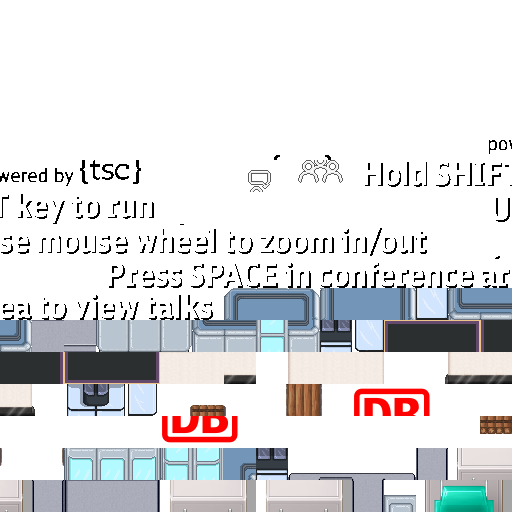 pow
wered by {tsc}
Hold SHIFT
T key to run
U
se mouse wheel to zoom in/out
Press SPACE in conference ar
ea to view talks
DB
DB